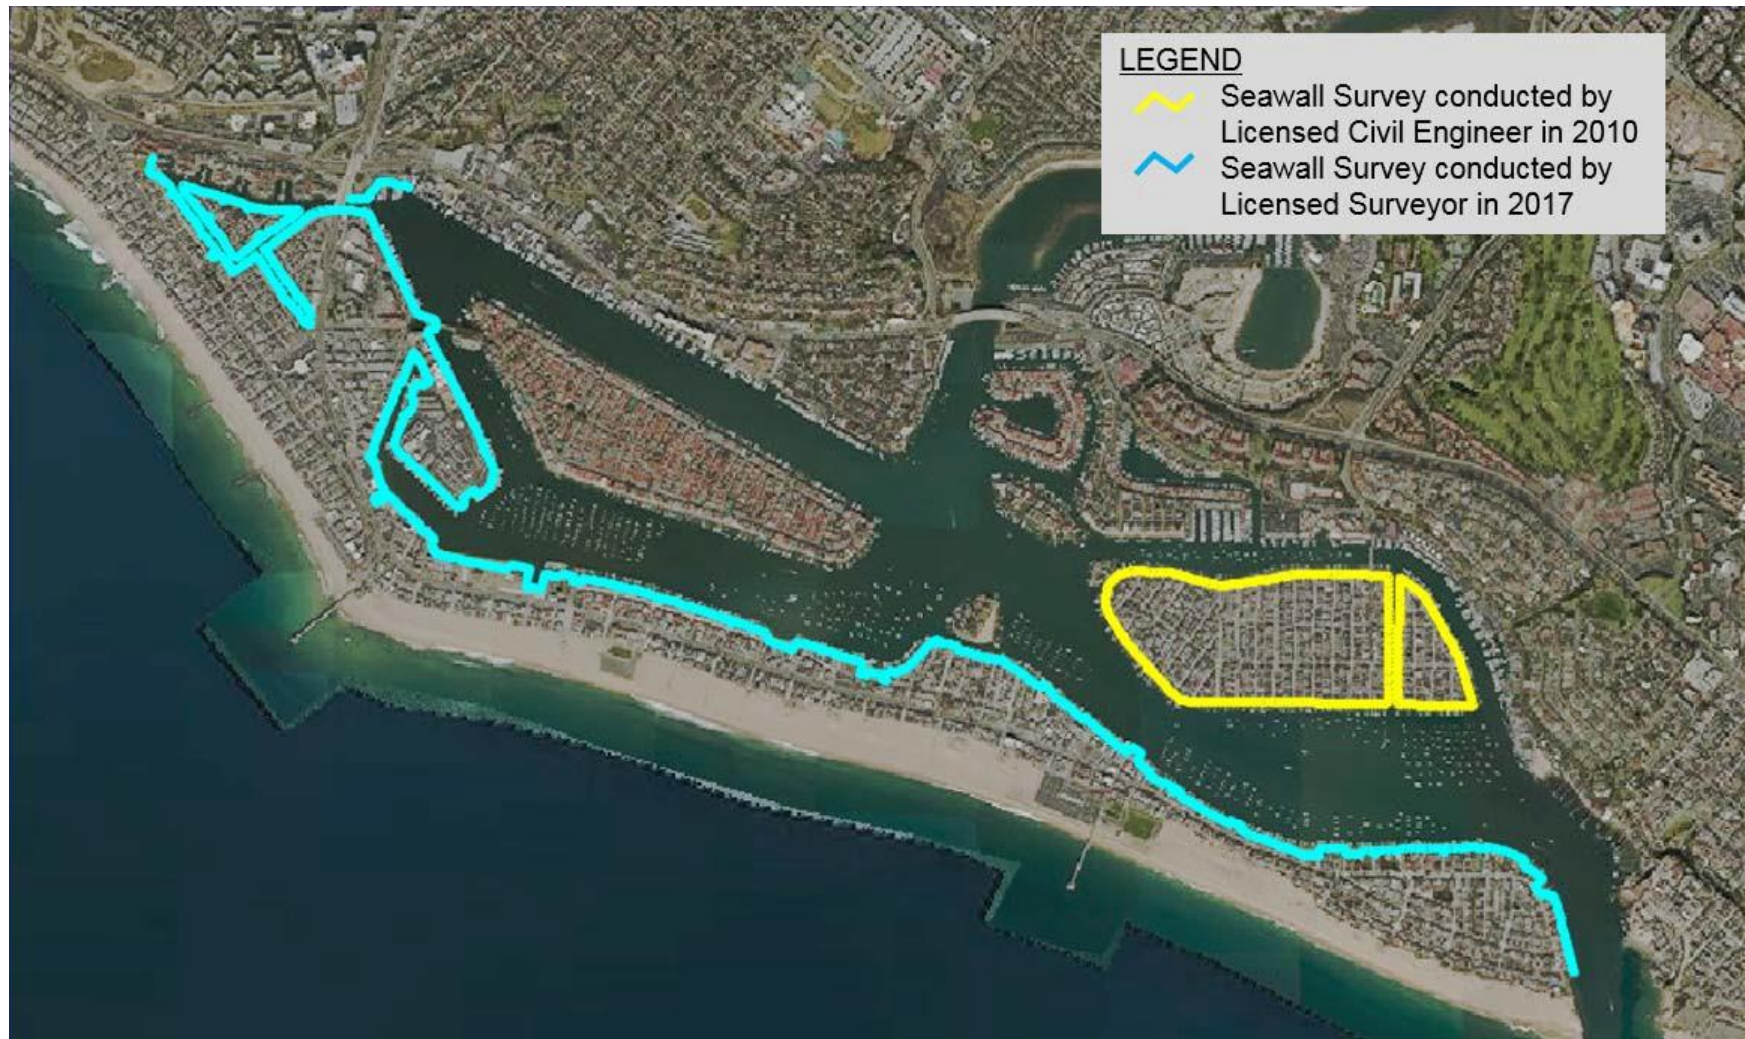 LEGEND
Seawall Survey conducted by
Licensed Civil Engineer in 2010
Seawall Survey conducted by
Licensed Surveyor in 2017